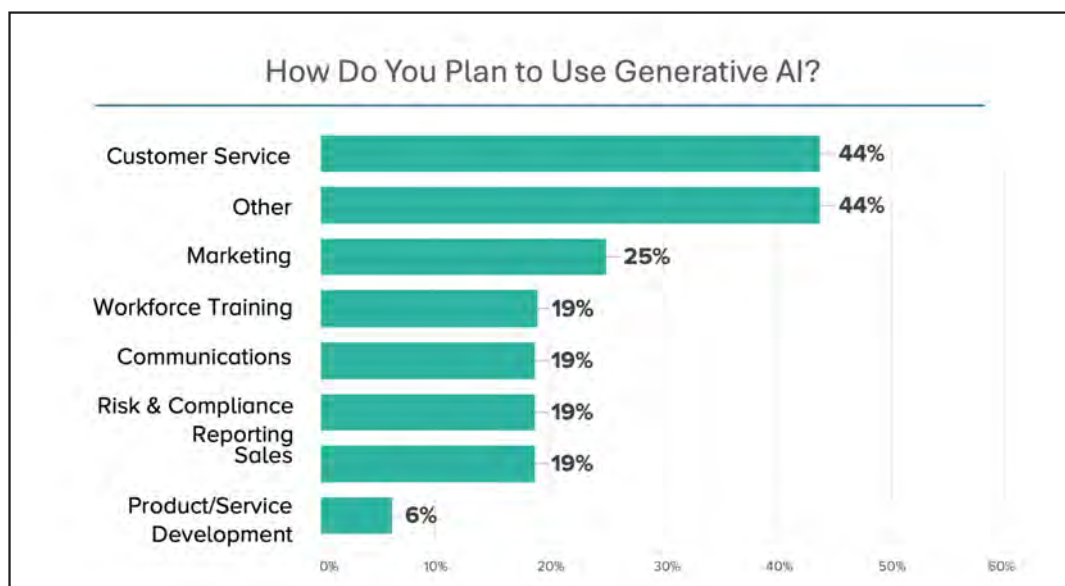 How Do You Plan to Use Generative AI?
Customer Service 44%
Other 44%
Marketing 25%
Workforce Training 19%
Communications 19%
Risk & Compliance
Reporting 19%
Sales 19%
Product/Service
Development 6%
0% 10% 20% 30% 40% 50% 60%